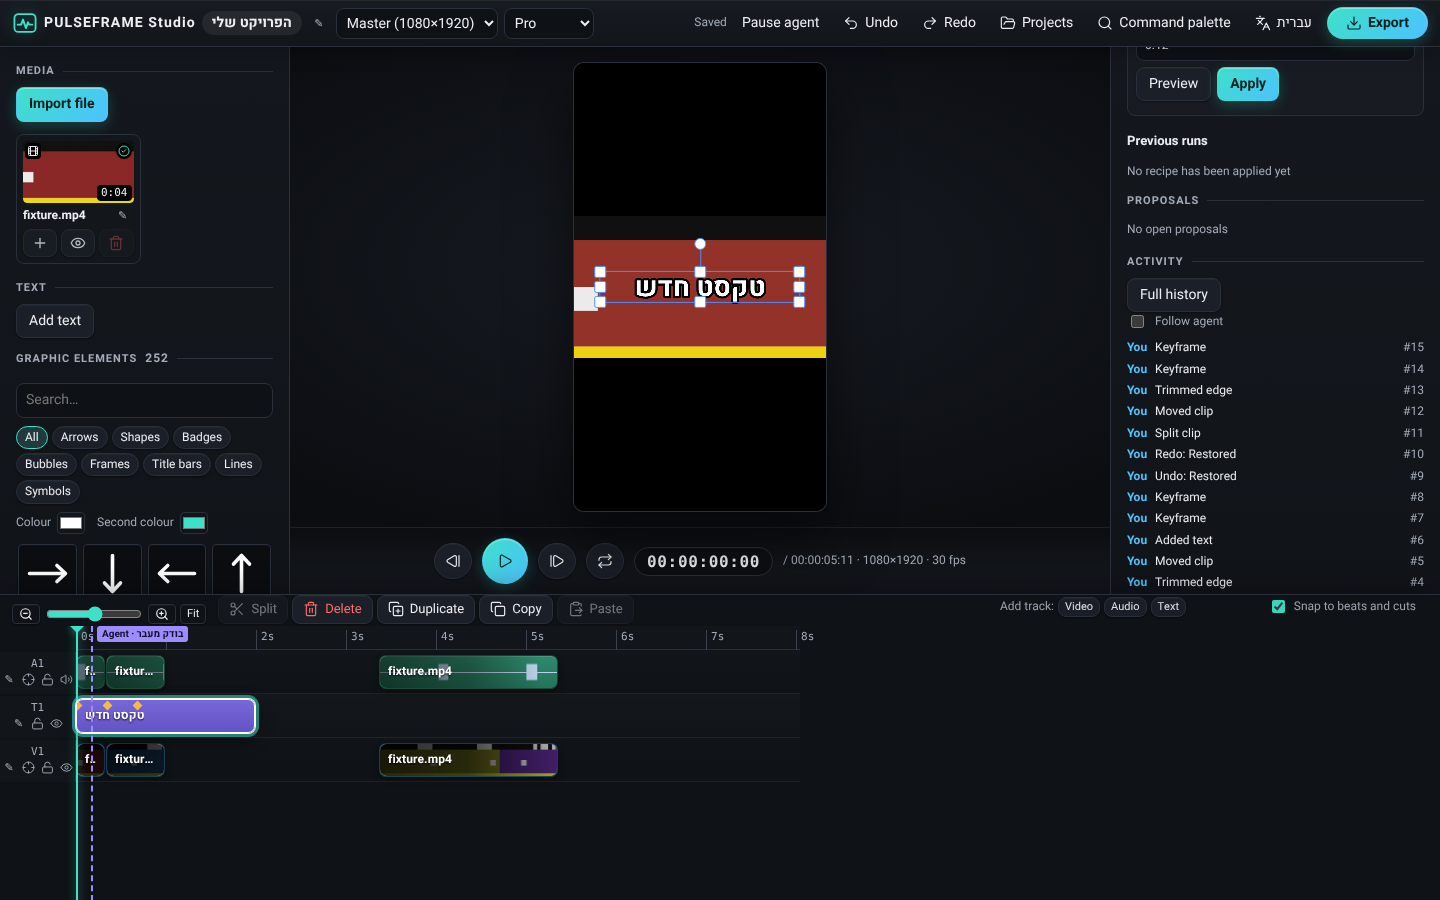 PULSEFRAME Studio הפרויקט שלי Master (1080×1920) Pro Saved Pause agent Undo Redo Projects Command palette עברית Export
MEDIA
Import file
0:04
fixture.mp4
TEXT
Add text
GRAPHIC ELEMENTS 252
Search...
All Arrows Shapes Badges
Bubbles Frames Title bars Lines
Symbols
Colour Second colour
טקסט חדש
00:00:00:00 / 00:00:05:11 · 1080×1920 · 30 fps
Preview Apply
Previous runs
No recipe has been applied yet
PROPOSALS
No open proposals
ACTIVITY
Full history
Follow agent
You Keyframe #15
You Keyframe #14
You Trimmed edge #13
You Moved clip #12
You Split clip #11
You Redo: Restored #10
You Undo: Restored #9
You Keyframe #8
You Keyframe #7
You Added text #6
You Moved clip #5
You Trimmed edge #4
Fit Split Delete Duplicate Copy Paste Add track: Video Audio Text Snap to beats and cuts
0s Agent · בודק מעבר 2s 3s 4s 5s 6s 7s 8s
A1 f… fixtur… fixture.mp4
T1 טקסט חדש
V1 f… fixtur… fixture.mp4